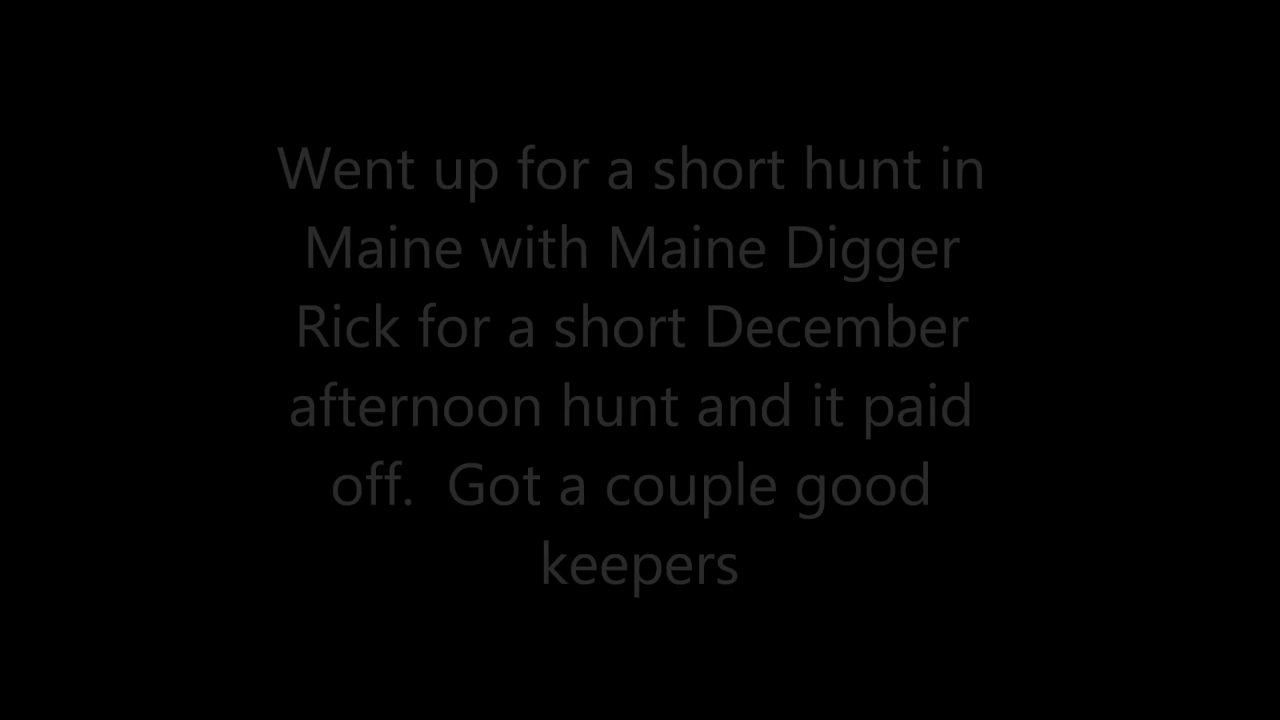 Went up for a short hunt in
Maine with Maine Digger
Rick for a short December
afternoon hunt and it paid
off.  Got a couple good
keepers